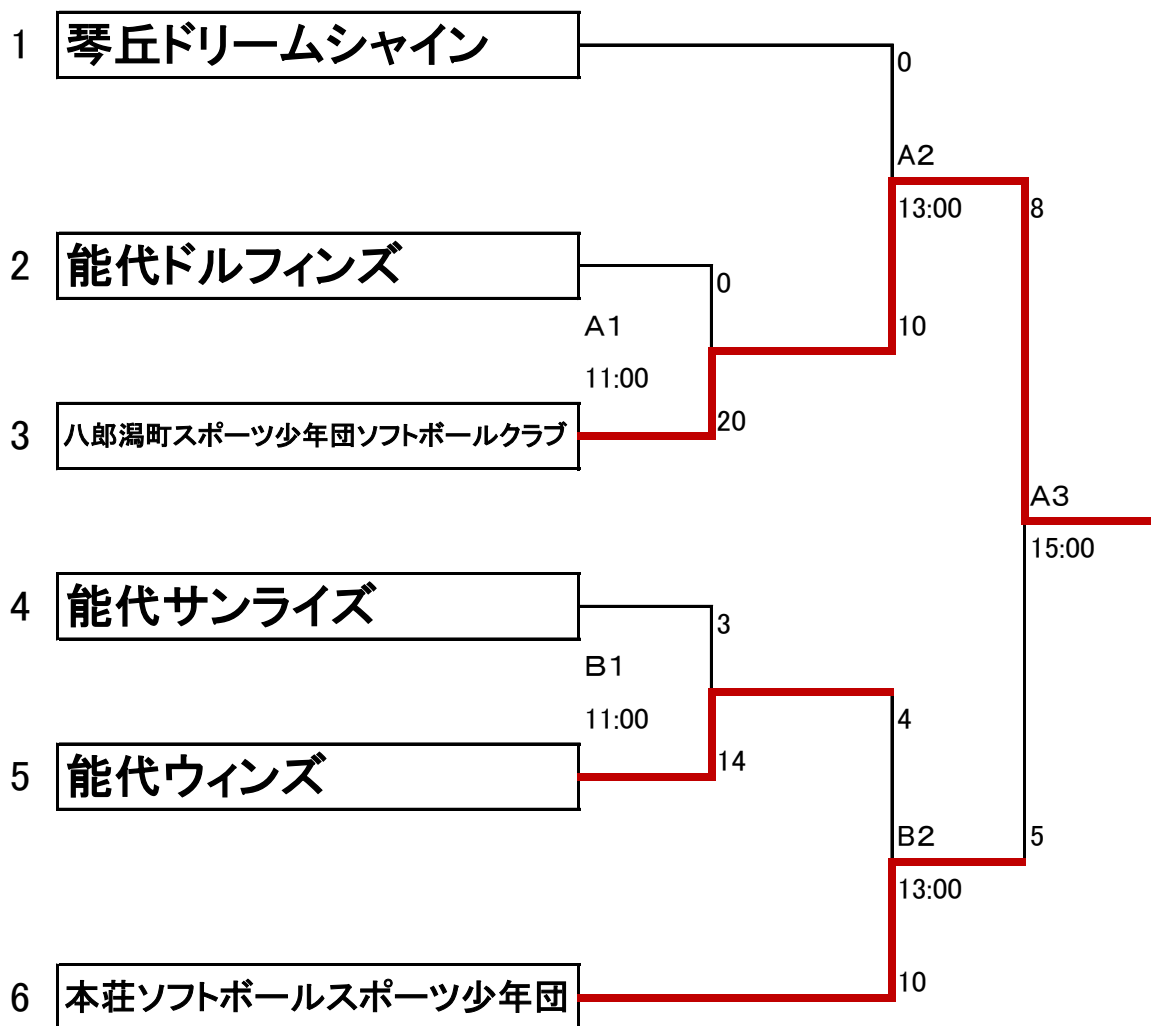 1 琴丘ドリームシャイン
0
A2
13:00
8
2 能代ドルフィンズ
0
A1
10
11:00
20
3 八郎潟町スポーツ少年団ソフトボールクラブ
A3
15:00
4 能代サンライズ
3
B1
11:00
4
14
5 能代ウィンズ
B2
5
13:00
10
6 本荘ソフトボールスポーツ少年団